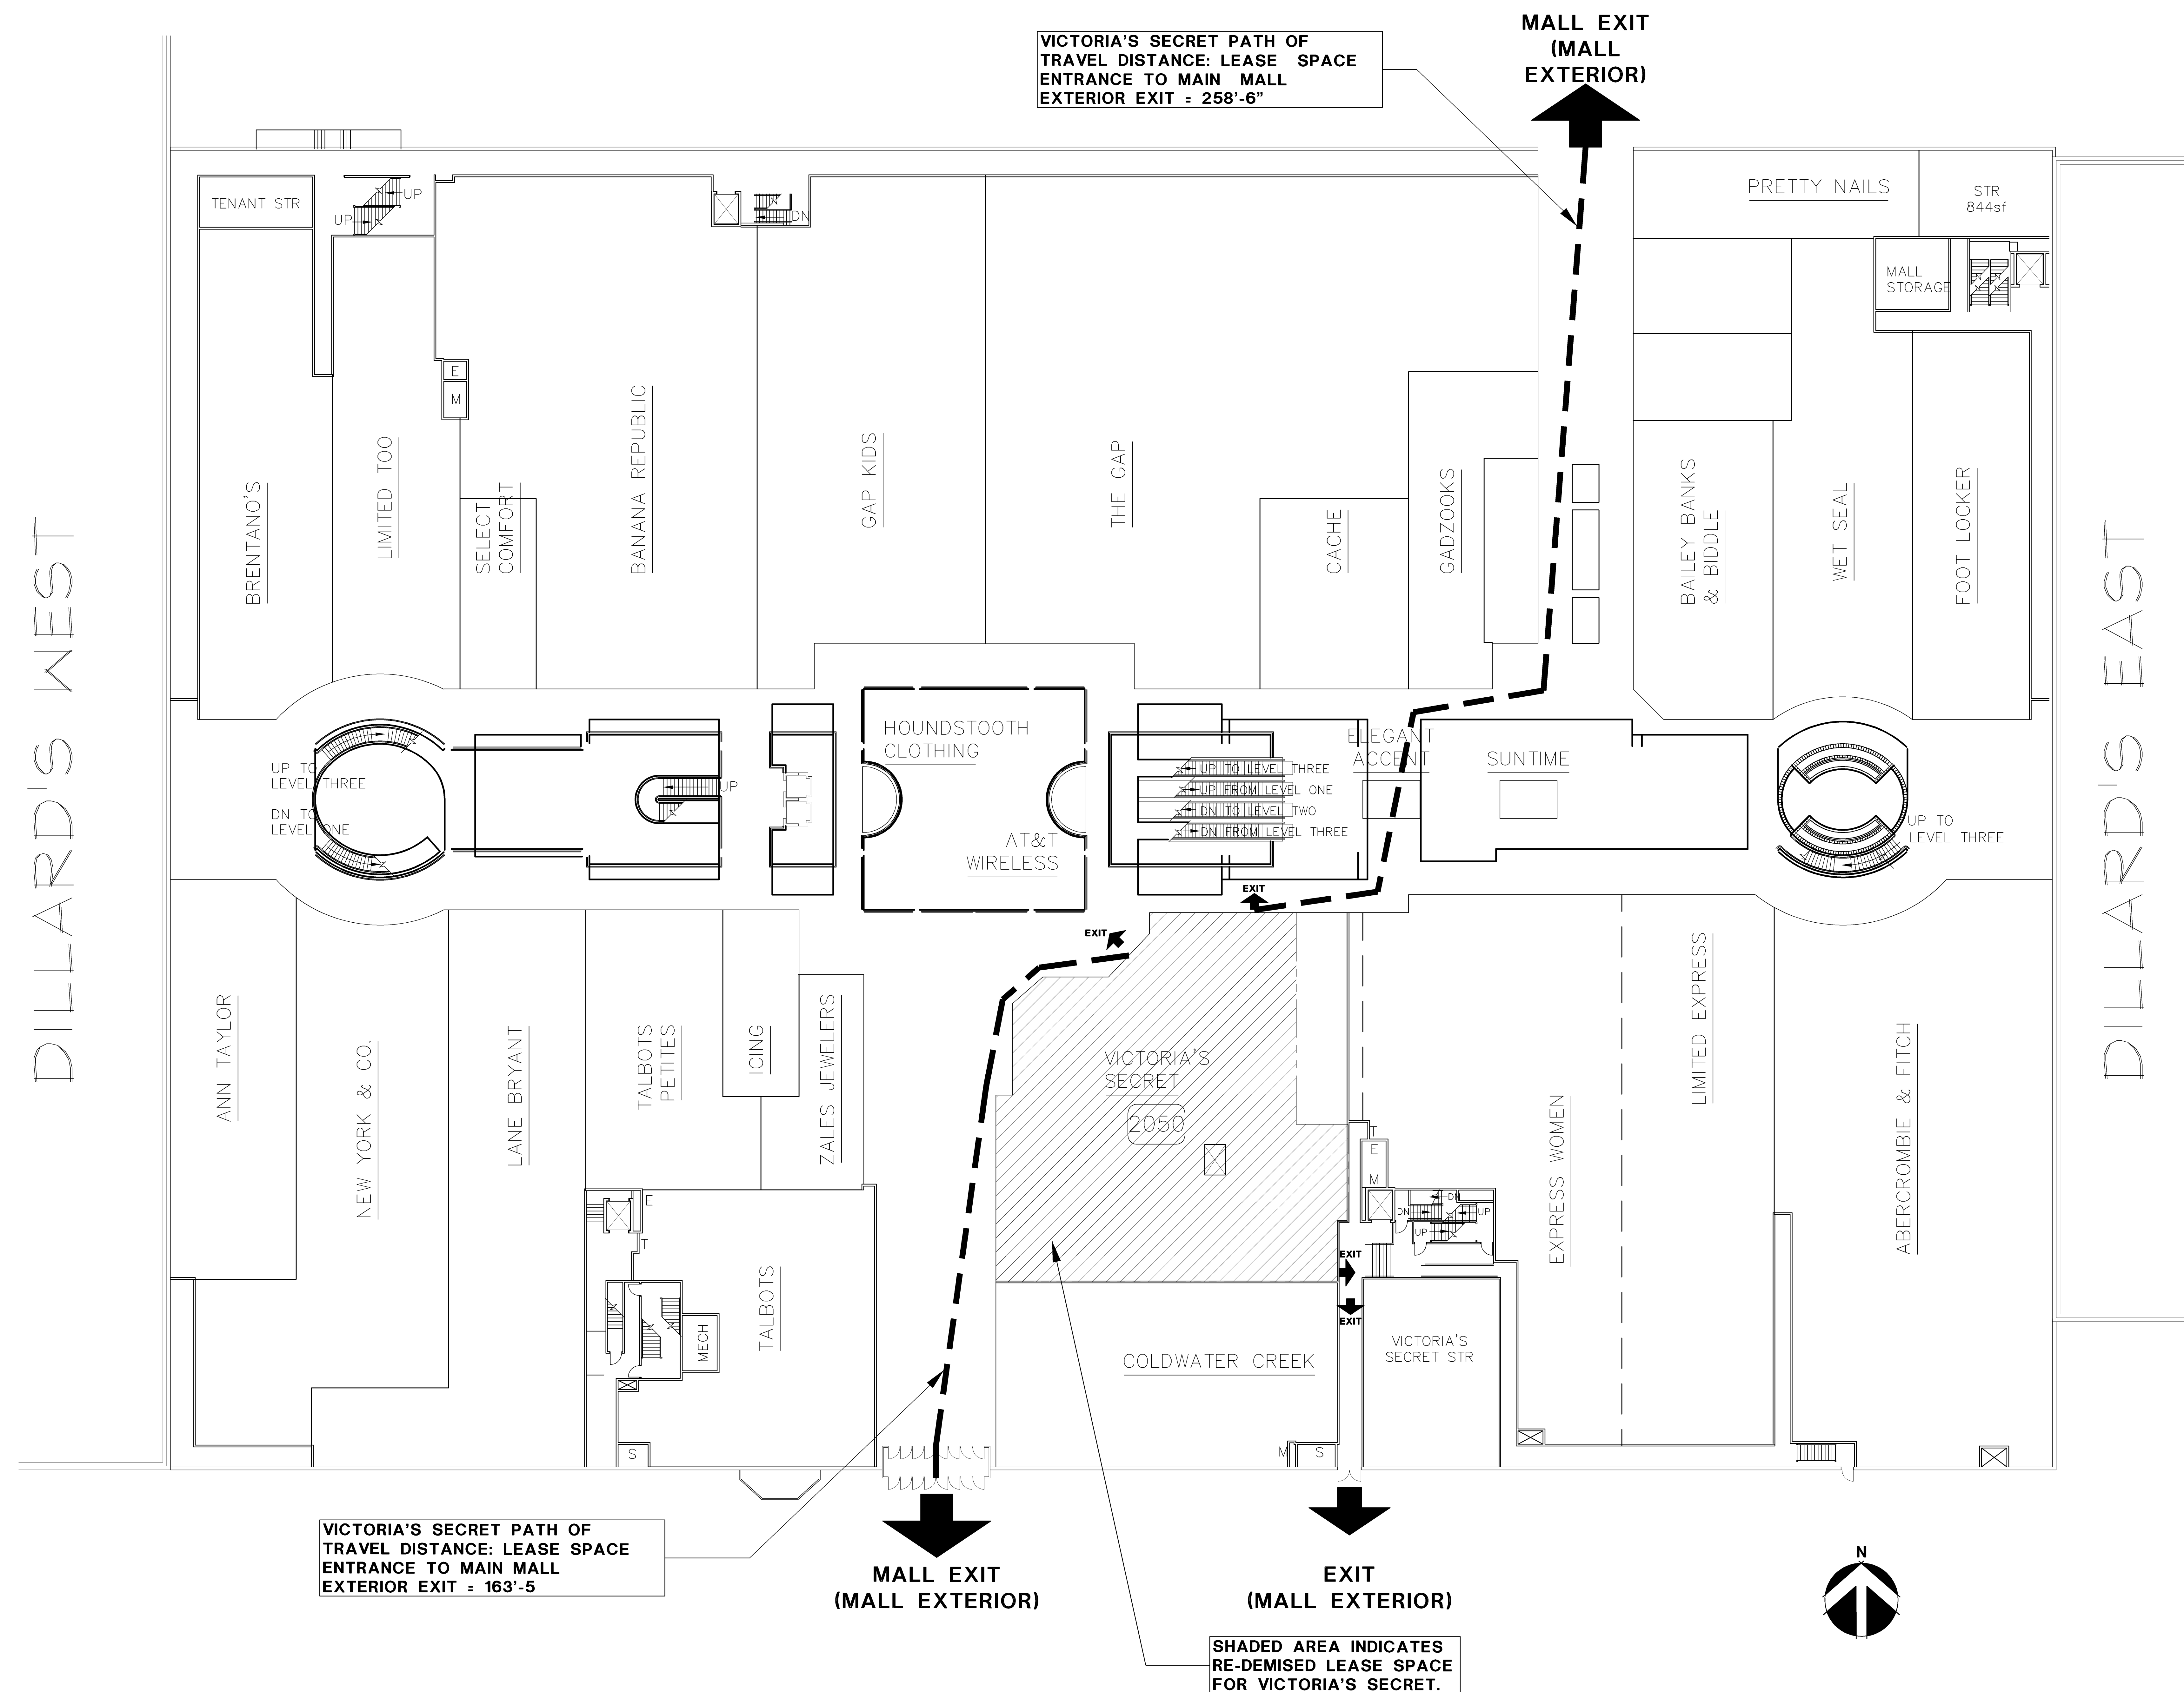 MALL EXIT
(MALL
EXTERIOR)
VICTORIA'S SECRET PATH OF
TRAVEL DISTANCE: LEASE SPACE
ENTRANCE TO MAIN MALL
EXTERIOR EXIT = 258'-6"
TENANT STR
UP
UP
DN
PRETTY NAILS
STR
844sf
MALL
STORAGE
E
M
DILLARD'S WEST
BRENTANO'S
LIMITED TOO
SELECT
COMFORT
BANANA REPUBLIC
GAP KIDS
THE GAP
CACHE
GADZOOKS
BAILEY BANKS
& BIDDLE
WET SEAL
FOOT LOCKER
DILLARD'S EAST
UP TO
LEVEL THREE
DN TO
LEVEL ONE
UP
HOUNDSTOOTH
CLOTHING
AT&T
WIRELESS
UP TO LEVEL THREE
UP FROM LEVEL ONE
DN TO LEVEL TWO
DN FROM LEVEL THREE
ELEGANT
ACCENT
SUNTIME
UP TO
LEVEL THREE
EXIT
EXIT
ANN TAYLOR
NEW YORK & CO.
LANE BRYANT
TALBOTS
PETITES
ICING
ZALES JEWELERS
VICTORIA'S
SECRET
2050
EXPRESS WOMEN
LIMITED EXPRESS
ABERCROMBIE & FITCH
T
E
M
DN
DN
UP
UP
E
T
MECH
TALBOTS
S
EXIT
EXIT
COLDWATER CREEK
VICTORIA'S
SECRET STR
M
S
VICTORIA'S SECRET PATH OF
TRAVEL DISTANCE: LEASE SPACE
ENTRANCE TO MAIN MALL
EXTERIOR EXIT = 163'-5
MALL EXIT
(MALL EXTERIOR)
EXIT
(MALL EXTERIOR)
N
SHADED AREA INDICATES
RE-DEMISED LEASE SPACE
FOR VICTORIA'S SECRET.